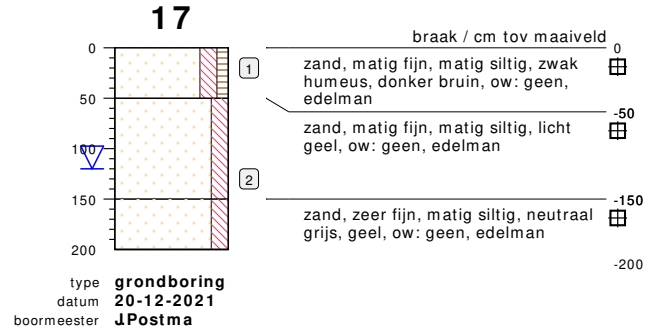 17
braak / cm tov maaiveld
0
0
zand, matig fijn, matig siltig, zwak
humeus, donker bruin, ow: geen,
edelman
1
50
-50
zand, matig fijn, matig siltig, licht
geel, ow: geen, edelman
100
2
150
-150
zand, zeer fijn, matig siltig, neutraal
grijs, geel, ow: geen, edelman
200
-200
type grondboring
datum 20-12-2021
boormeester J.Postma